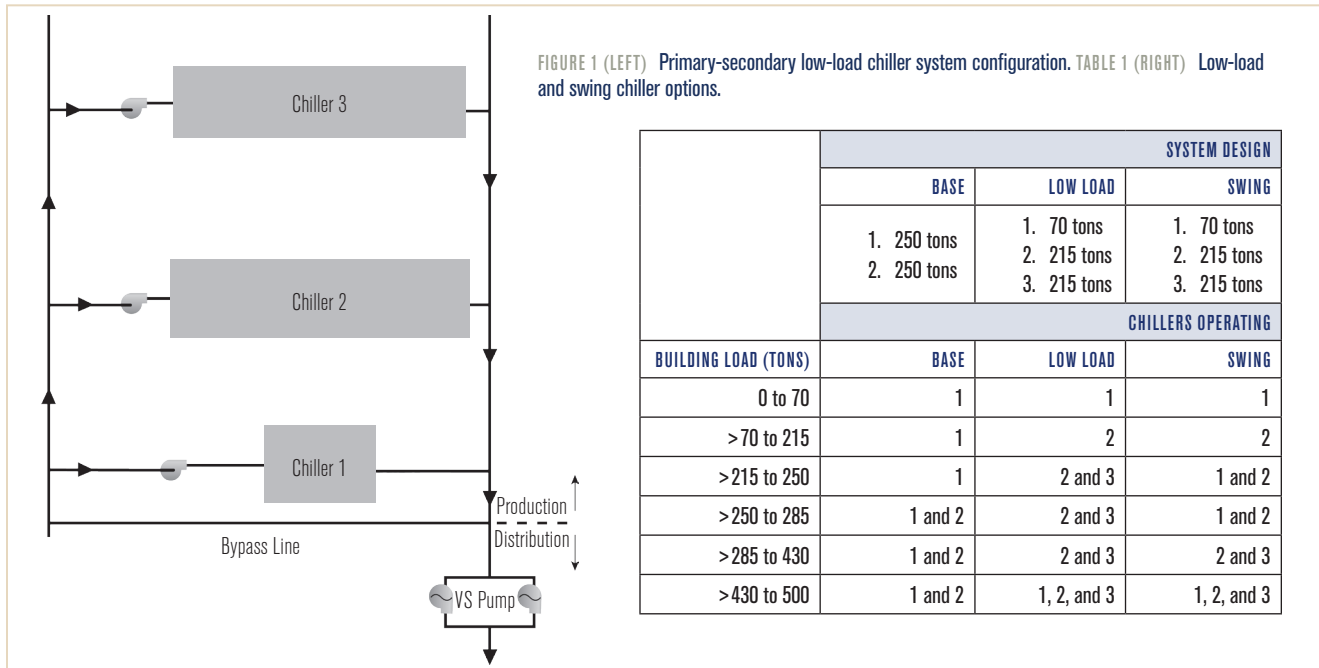 Chiller 3
Chiller 2
Chiller 1
Production
Distribution
Bypass Line
VS Pump
FIGURE 1 (LEFT) Primary-secondary low-load chiller system configuration. TABLE 1 (RIGHT) Low-load
and swing chiller options.
SYSTEM DESIGN
BASE LOW LOAD SWING
1. 250 tons
2. 250 tons
1. 70 tons
2. 215 tons
3. 215 tons
1. 70 tons
2. 215 tons
3. 215 tons
CHILLERS OPERATING
BUILDING LOAD (TONS) BASE LOW LOAD SWING
0 to 70 1 1 1
>70 to 215 1 2 2
>215 to 250 1 2 and 3 1 and 2
>250 to 285 1 and 2 2 and 3 1 and 2
>285 to 430 1 and 2 2 and 3 2 and 3
>430 to 500 1 and 2 1, 2, and 3 1, 2, and 3